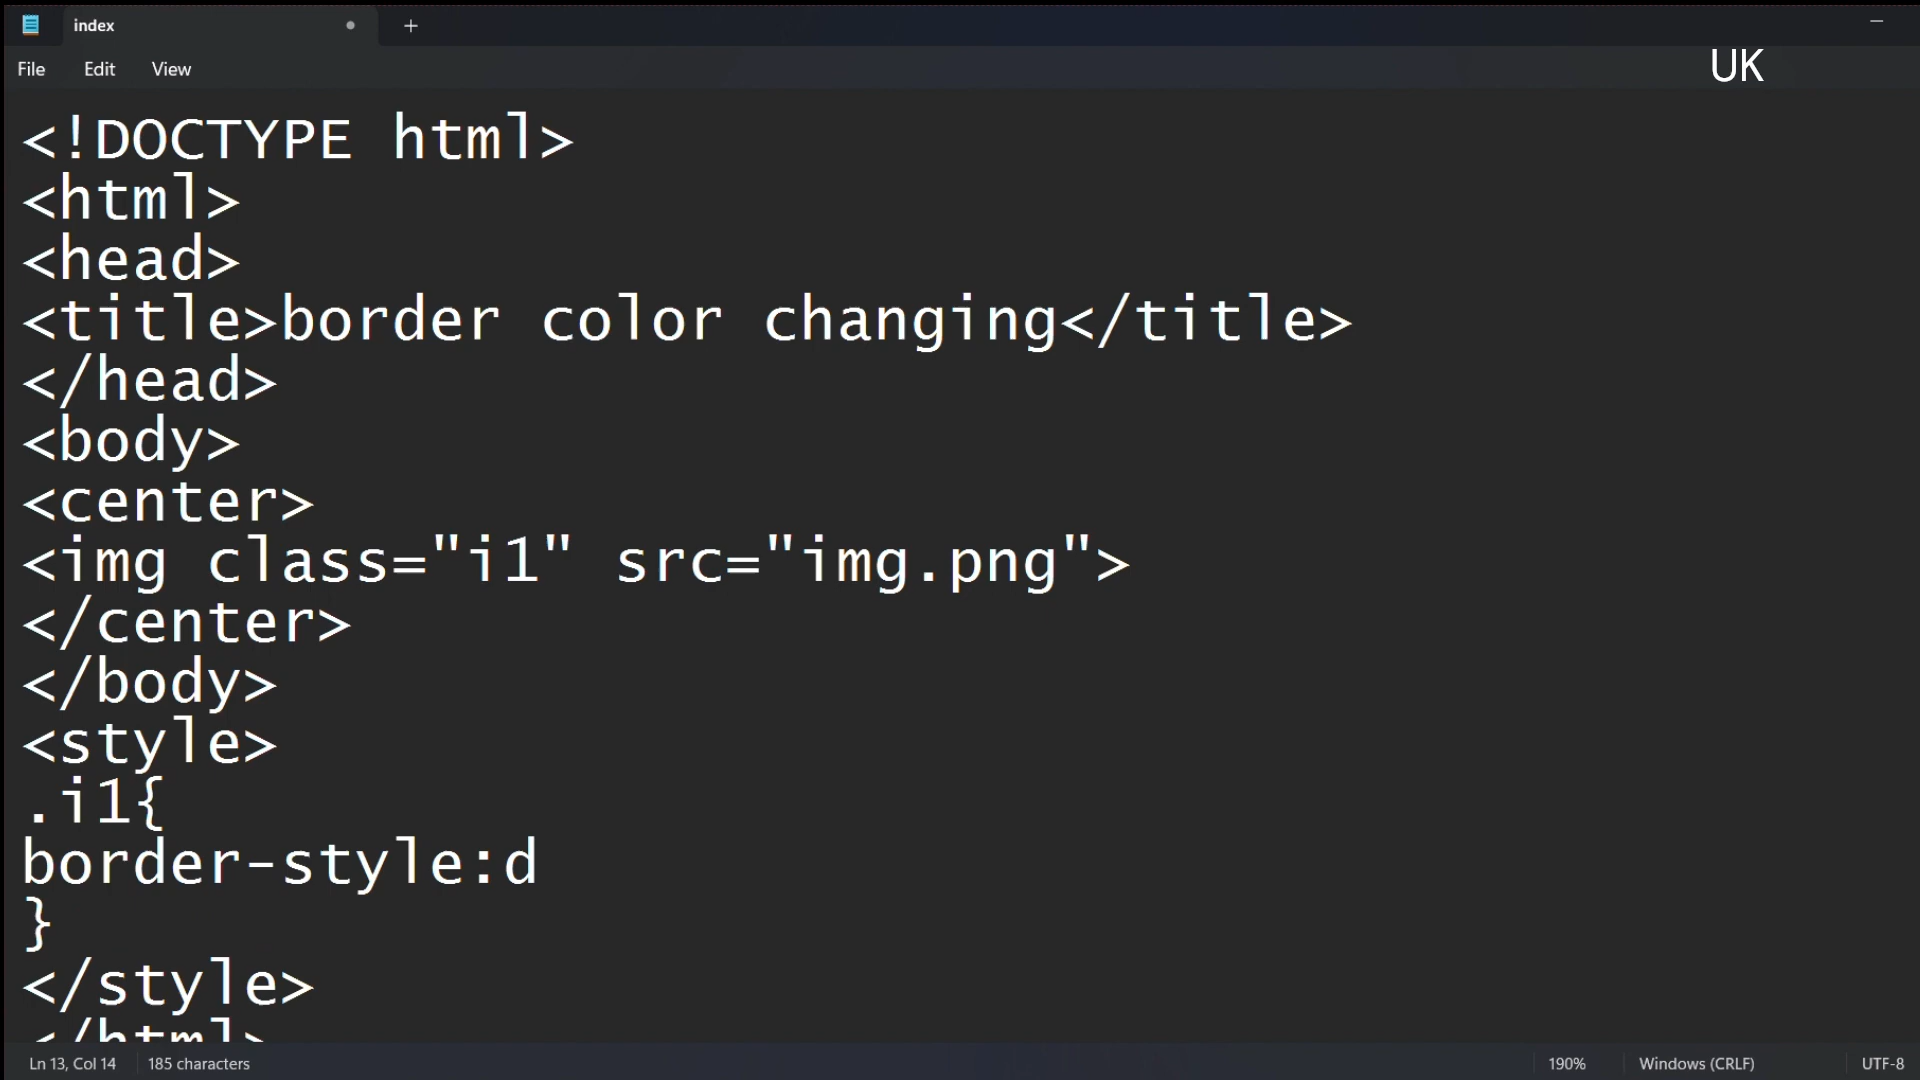 index
File Edit View
UK
<!DOCTYPE html>
<html>
<head>
<title>border color changing</title>
</head>
<body>
<center>
<img class="i1" src="img.png">
</center>
</body>
<style>
.i1{
border-style:d
}
</style>
</html>
Ln 13, Col 14 185 characters 190% Windows (CRLF) UTF-8